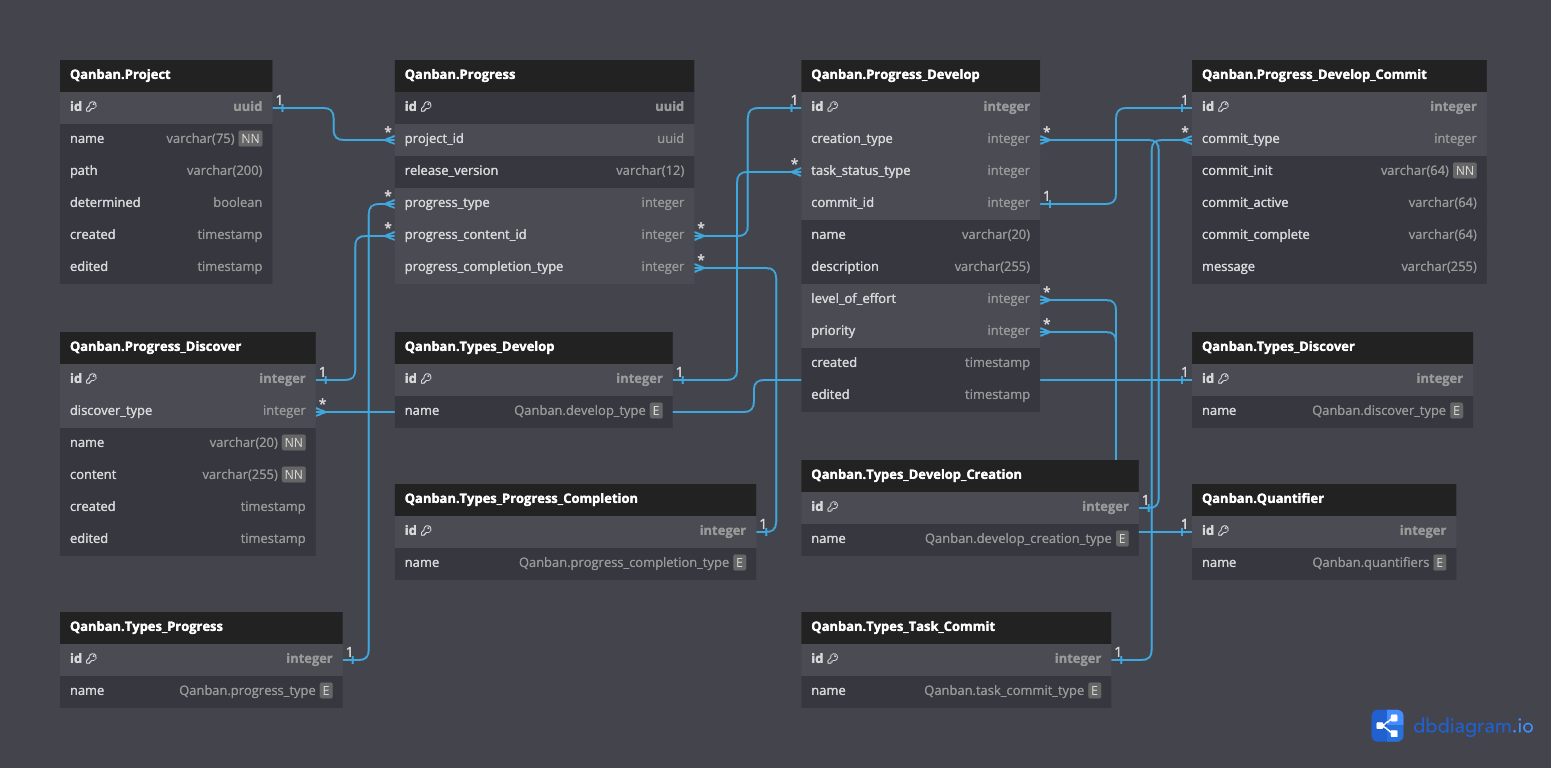 Qanban.Project
id uuid
name varchar(75) NN
path varchar(200)
determined boolean
created timestamp
edited timestamp
1
*
Qanban.Progress
id uuid
project_id uuid
release_version varchar(12)
progress_type integer
progress_content_id integer
progress_completion_type integer
*
*
*
*
Qanban.Progress_Develop
id integer
creation_type integer
task_status_type integer
commit_id integer
name varchar(20)
description varchar(255)
level_of_effort integer
priority integer
created timestamp
edited timestamp
1
*
*
1
*
*
Qanban.Progress_Develop_Commit
id integer
commit_type integer
commit_init varchar(64) NN
commit_active varchar(64)
commit_complete varchar(64)
message varchar(255)
1
*
Qanban.Progress_Discover
id integer
discover_type integer
name varchar(20) NN
content varchar(255) NN
created timestamp
edited timestamp
1
*
Qanban.Types_Develop
id integer
name Qanban.develop_type E
1
Qanban.Types_Discover
id integer
name Qanban.discover_type E
1
Qanban.Types_Progress_Completion
id integer
name Qanban.progress_completion_type E
1
Qanban.Types_Develop_Creation
id integer
name Qanban.develop_creation_type E
1
Qanban.Quantifier
id integer
name Qanban.quantifiers E
1
Qanban.Types_Progress
id integer
name Qanban.progress_type E
1
Qanban.Types_Task_Commit
id integer
name Qanban.task_commit_type E
1
dbdiagram.io